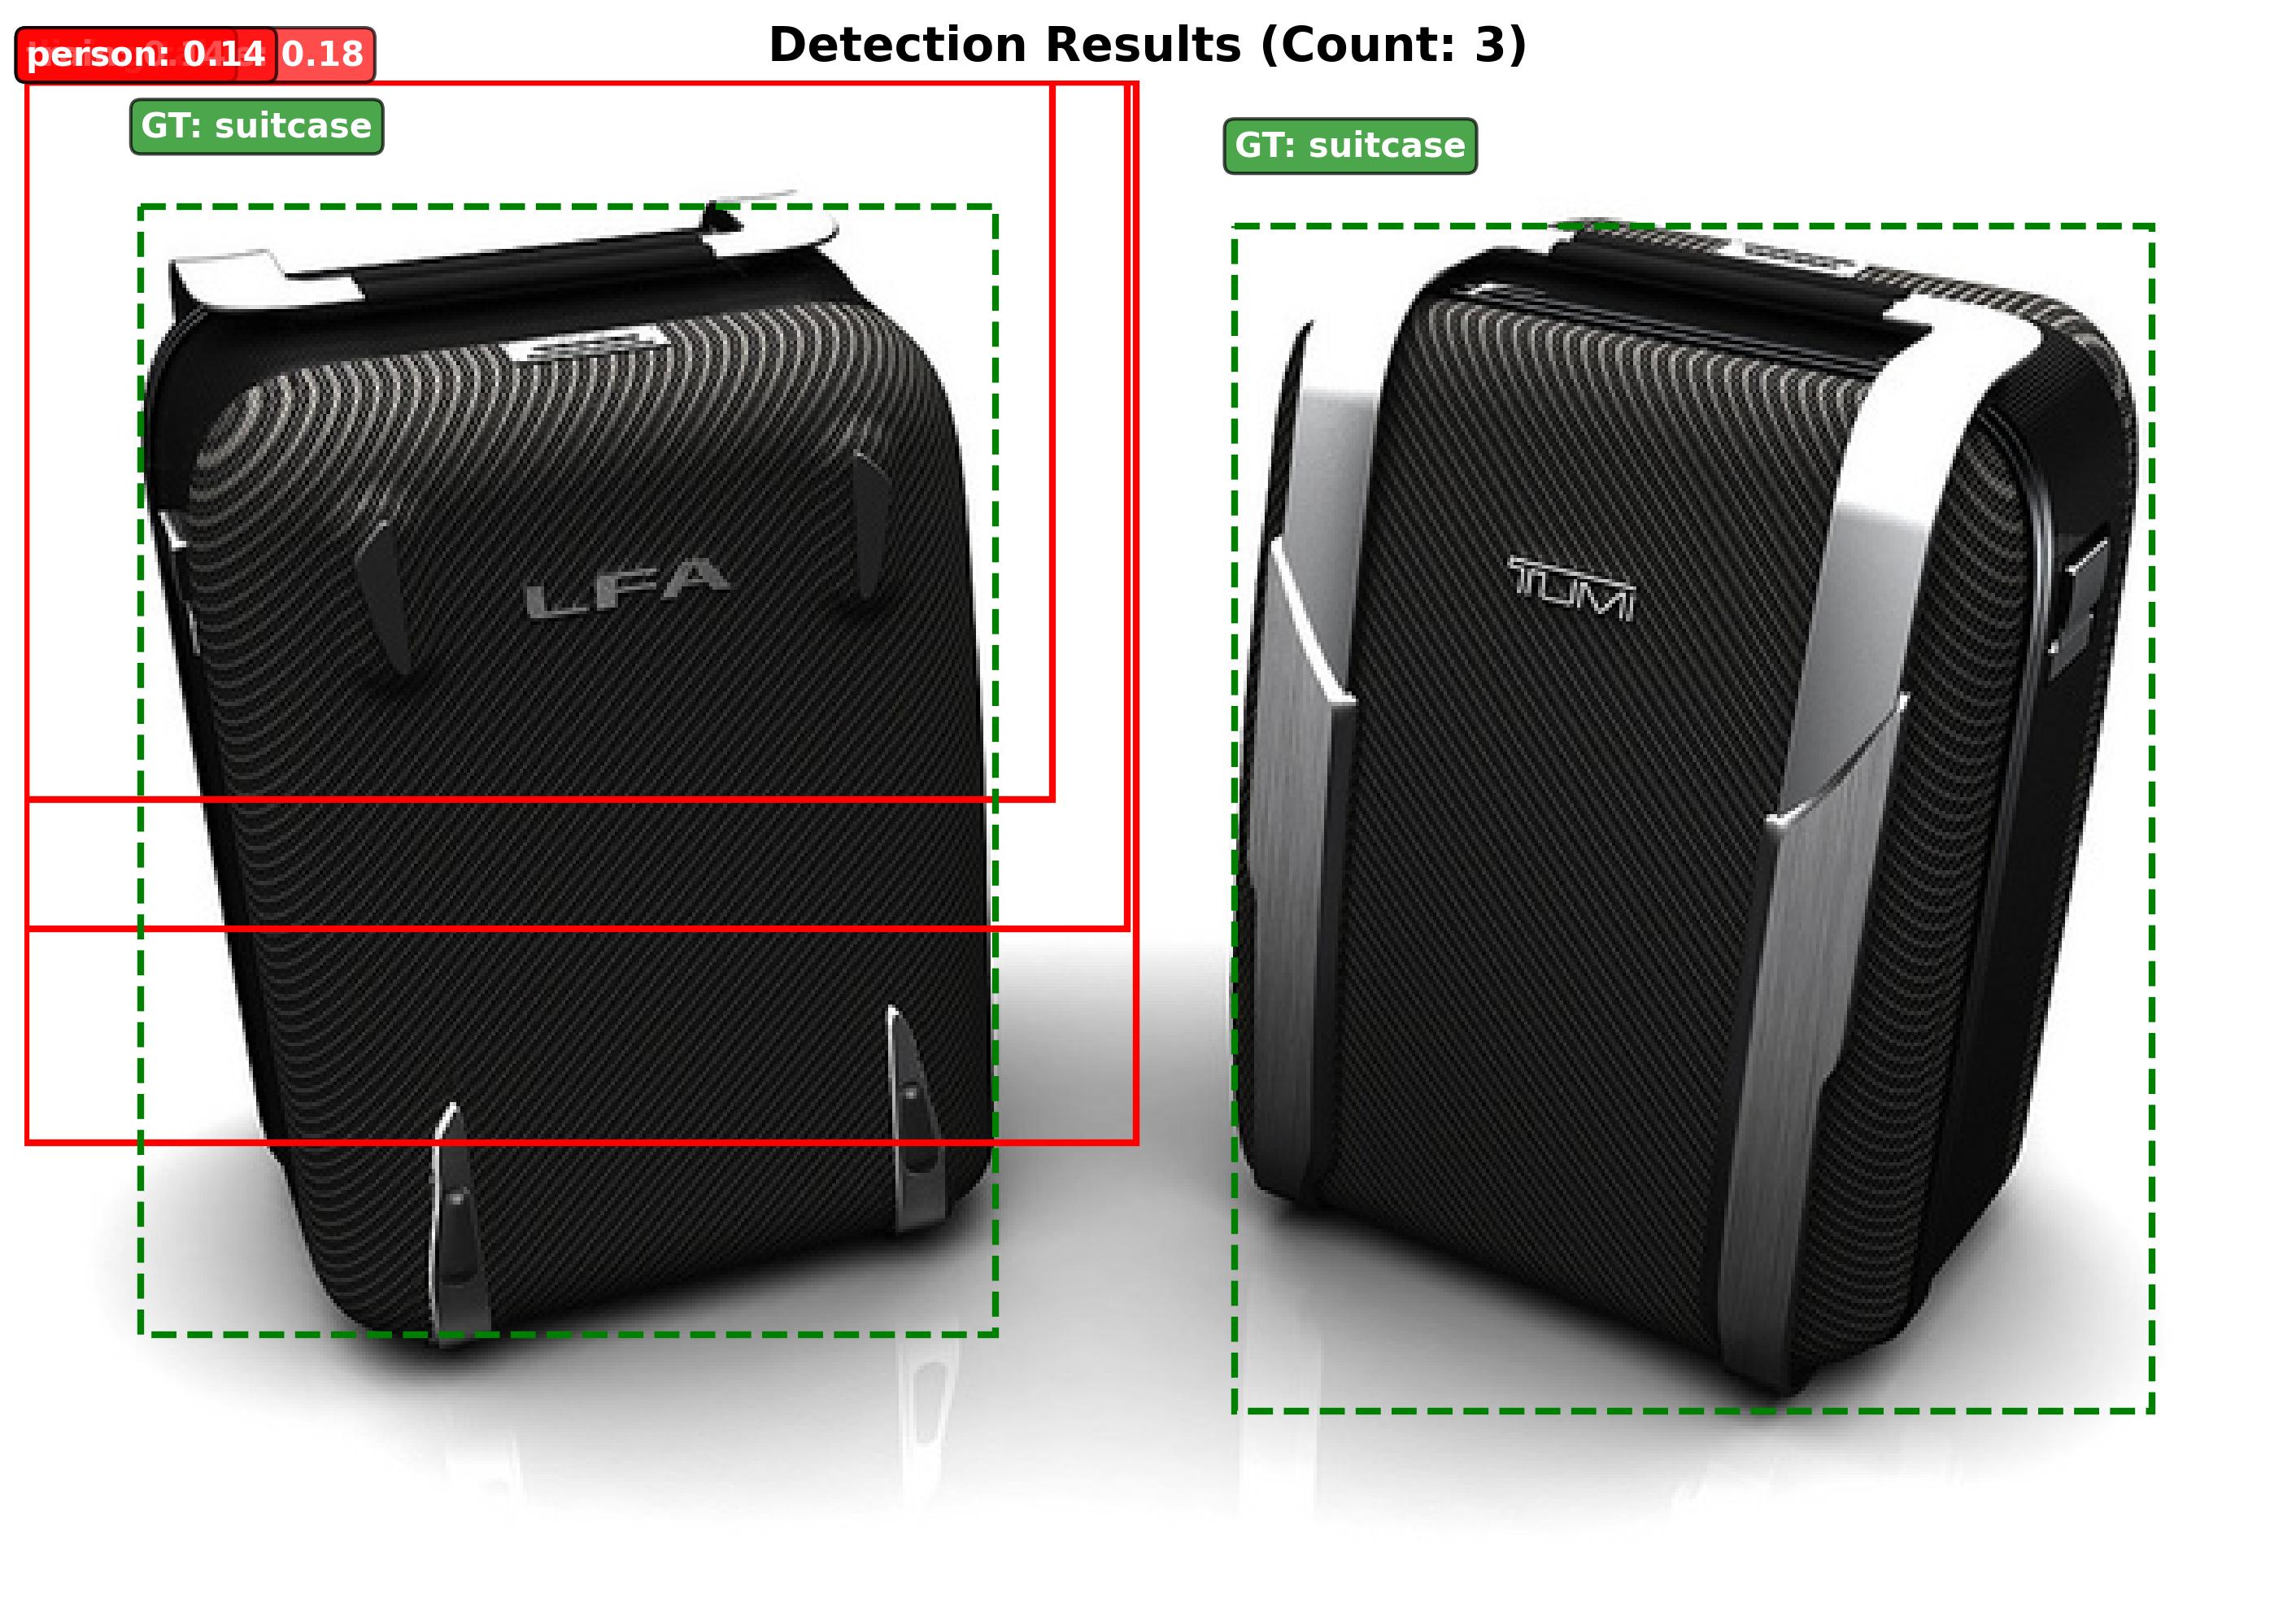 Detection Results (Count: 3)
person: 0.14 0.18
GT: suitcase
GT: suitcase
LFA
TUMI